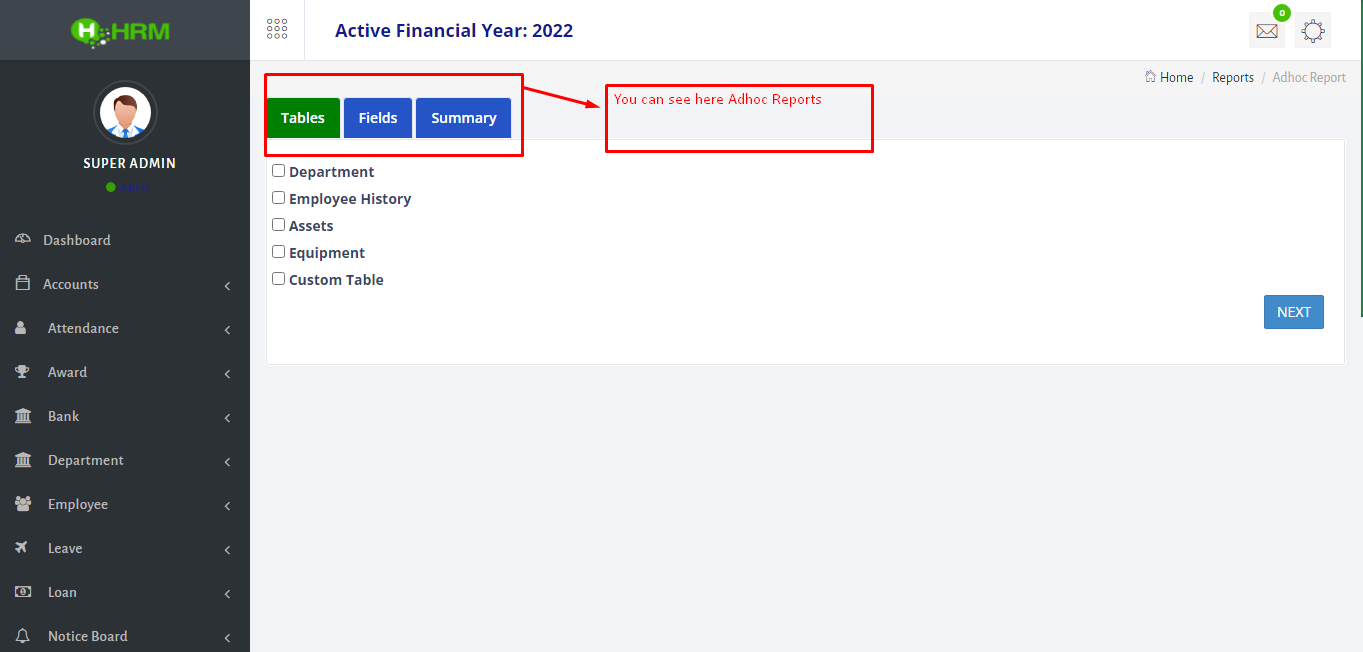 HRM
Active Financial Year: 2022
0
Home / Reports / Adhoc Report
You can see here Adhoc Reports
Tables
Fields
Summary
SUPER ADMIN
Department
Employee History
Assets
Equipment
Custom Table
NEXT
Dashboard
Accounts
Attendance
Award
Bank
Department
Employee
Leave
Loan
Notice Board